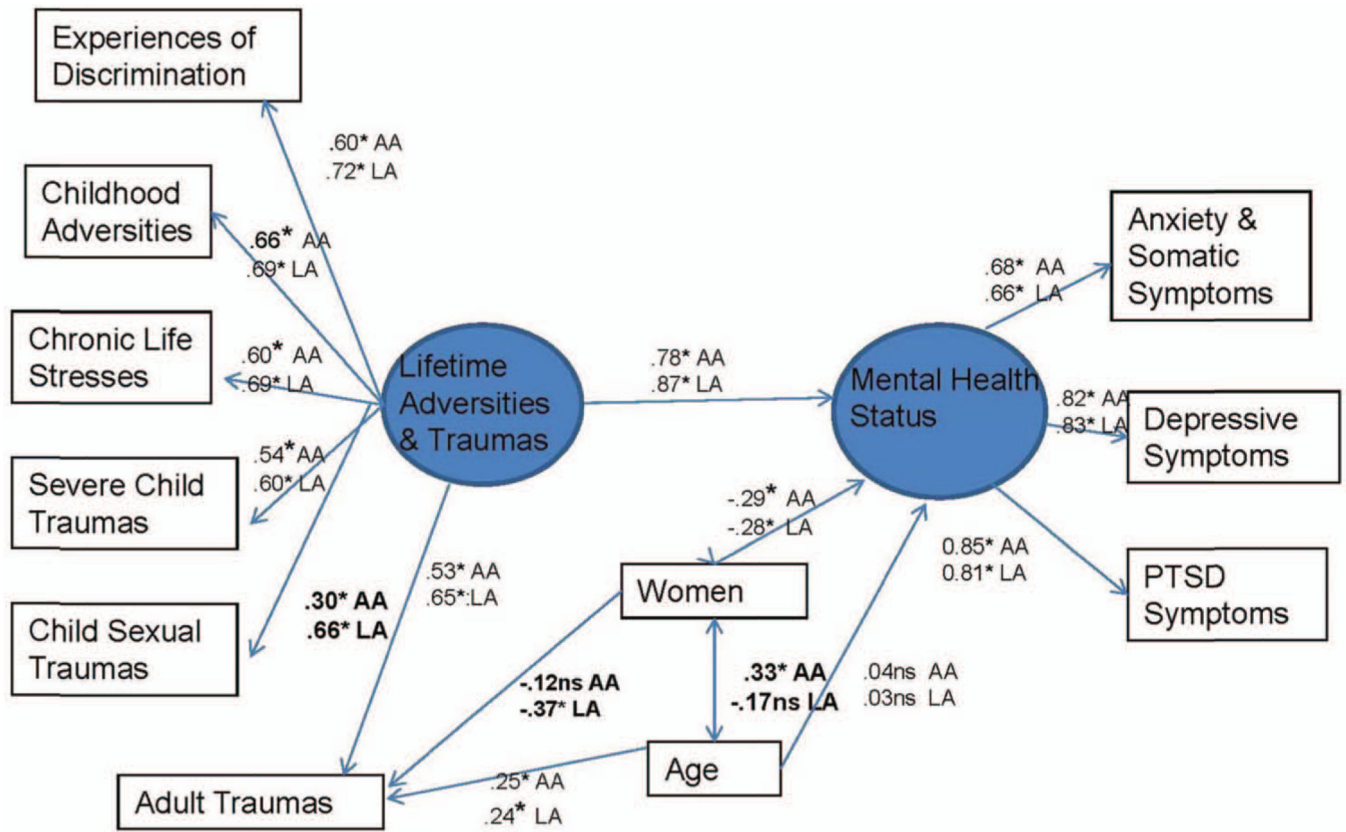 Experiences of
Discrimination
.60* AA
.72* LA
Childhood
Adversities
.66* AA
.69* LA
Anxiety &
Somatic
Symptoms
.68* AA
.66* LA
Chronic Life
Stresses
.60* AA
.69* LA
Lifetime
Adversities
& Traumas
.78* AA
.87* LA
Mental Health
Status
.82* AA
.83* LA
Depressive
Symptoms
Severe Child
Traumas
.54* AA
.60* LA
-.29* AA
-.28* LA
0.85* AA
0.81* LA
PTSD
Symptoms
Child Sexual
Traumas
.30* AA
.66* LA
.53* AA
.65*:LA
Women
-.12ns AA
-.37* LA
.33* AA
-.17ns LA
.04ns AA
.03ns LA
Age
Adult Traumas
.25* AA
.24* LA